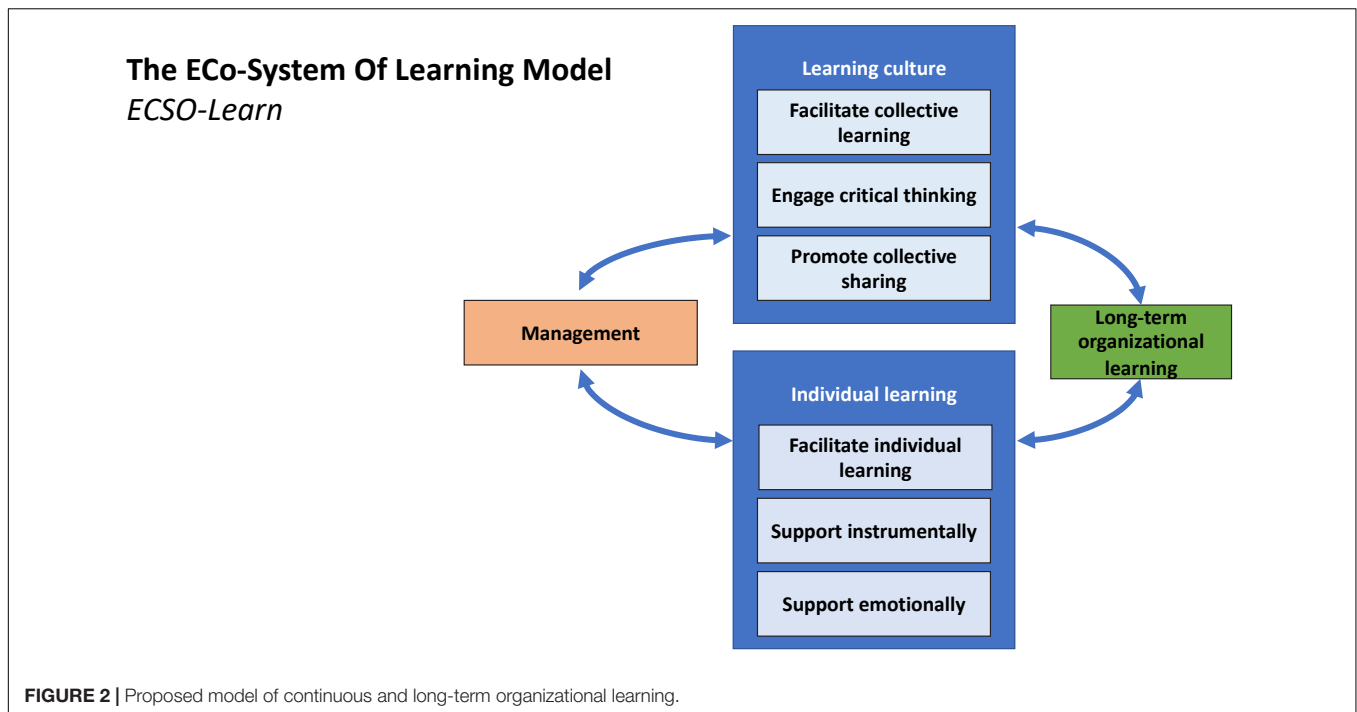 The ECo-System Of Learning Model
ECSO-Learn
Learning culture
Facilitate collective
learning
Engage critical thinking
Promote collective
sharing
Management
Long-term
organizational
learning
Individual learning
Facilitate individual
learning
Support instrumentally
Support emotionally
FIGURE 2 | Proposed model of continuous and long-term organizational learning.